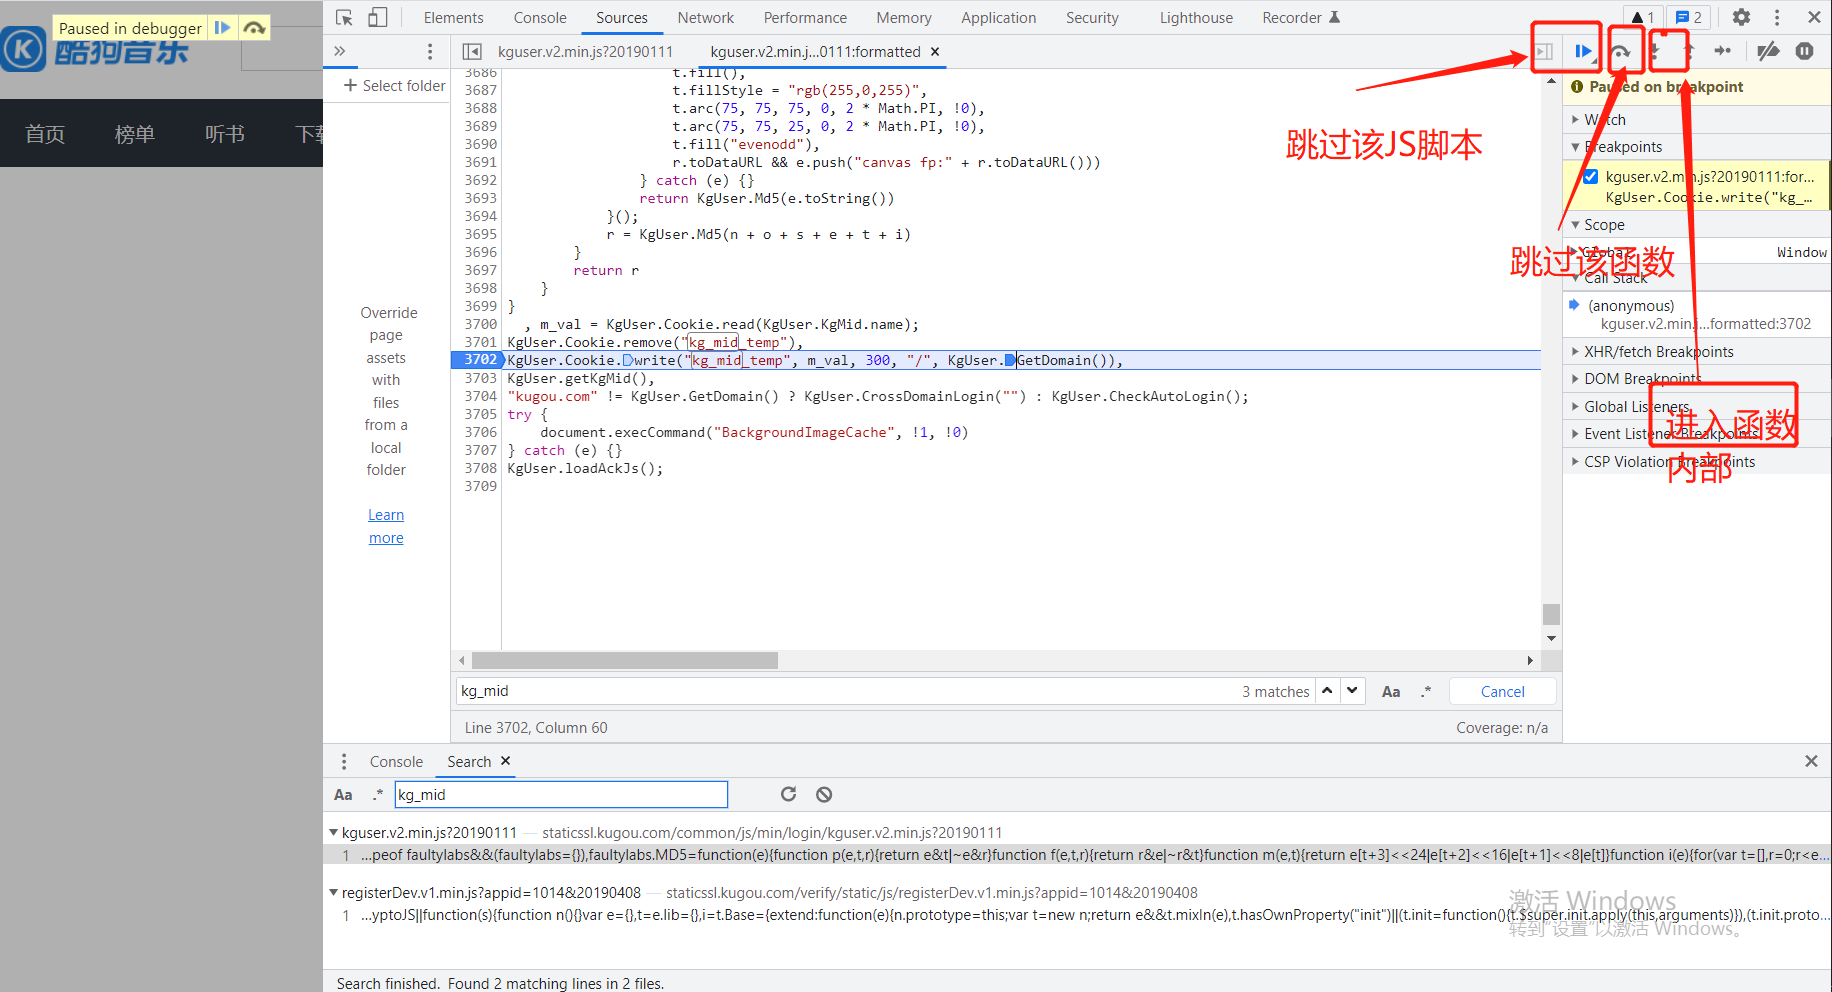 Paused in debugger
酷狗音乐
首页 榜单 听书 下载
Elements Console Sources Network Performance Memory Application Security Lighthouse Recorder 1 2
kguser.v2.min.js?20190111 kguser.v2.min.j...0111:formatted
Select folder
Override
page
assets
with
files
from a
local
folder
Learn
more
3686 t.fill(),
3687 t.fillStyle = "rgb(255,0,255)",
3688 t.arc(75, 75, 75, 0, 2 * Math.PI, !0),
3689 t.arc(75, 75, 25, 0, 2 * Math.PI, !0),
3690 t.fill("evenodd"),
3691 r.toDataURL && e.push("canvas fp:" + r.toDataURL()))
3692 } catch (e) {}
3693 return KgUser.Md5(e.toString())
3694 }();
3695 r = KgUser.Md5(n + o + s + e + t + i)
3696 }
3697 return r
3698 }
3699 }
3700 , m_val = KgUser.Cookie.read(KgUser.KgMid.name);
3701 KgUser.Cookie.remove("kg_mid_temp"),
3702 KgUser.Cookie.write("kg_mid_temp", m_val, 300, "/", KgUser.GetDomain()),
3703 KgUser.getKgMid(),
3704 "kugou.com" != KgUser.GetDomain() ? KgUser.CrossDomainLogin("") : KgUser.CheckAutoLogin();
3705 try {
3706 document.execCommand("BackgroundImageCache", !1, !0)
3707 } catch (e) {}
3708 KgUser.loadAckJs();
3709
跳过该JS脚本
跳过该函数
进入函数
内部
Paused on breakpoint
Watch
Breakpoints
kguser.v2.min.js?20190111:for...
KgUser.Cookie.write("kg_...
Scope
Global Window
Call Stack
(anonymous)
kguser.v2.min.j...formatted:3702
XHR/fetch Breakpoints
DOM Breakpoints
Global Listeners
Event Listener Breakpoints
CSP Violation Breakpoints
kg_mid 3 matches Aa .* Cancel
Line 3702, Column 60 Coverage: n/a
Console Search
Aa .* kg_mid
kguser.v2.min.js?20190111 — staticssl.kugou.com/common/js/min/login/kguser.v2.min.js?20190111
1 ...peof faultylabs&&(faultylabs={}),faultylabs.MD5=function(e){function p(e,t,r){return e&t|~e&r}function f(e,t,r){return r&e|~r&t}function m(e,t){return e[t+3]<<24|e[t+2]<<16|e[t+1]<<8|e[t]}function i(e){for(var t=[],r=0;r<e...
registerDev.v1.min.js?appid=1014&20190408 — staticssl.kugou.com/verify/static/js/registerDev.v1.min.js?appid=1014&20190408
1 ...yptoJS||function(s){function n(){}var e={},t=e.lib={},i=t.Base={extend:function(e){n.prototype=this;var t=new n;return e&&t.mixIn(e),t.hasOwnProperty("init")||(t.init=function(){t.$super.init.apply(this,arguments)}),(t.init.proto...
激活 Windows
转到"设置"以激活 Windows。
Search finished. Found 2 matching lines in 2 files.